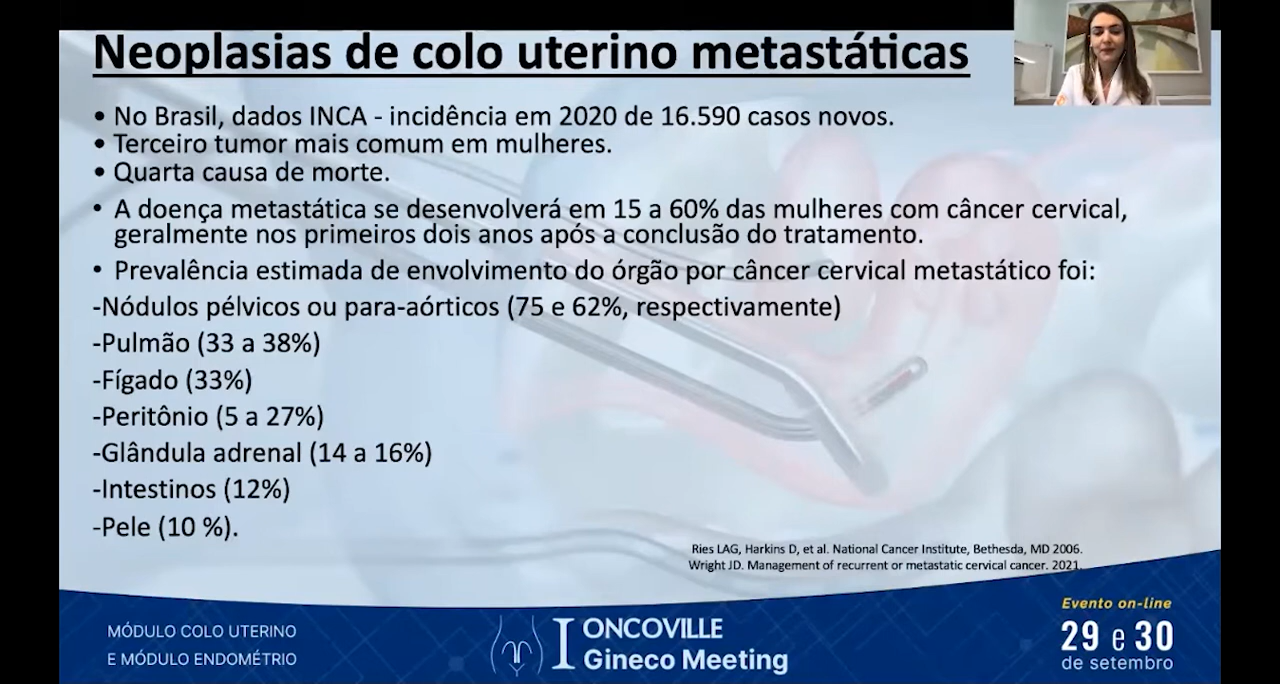 Neoplasias de colo uterino metastáticas
• No Brasil, dados INCA - incidência em 2020 de 16.590 casos novos.
• Terceiro tumor mais comum em mulheres.
• Quarta causa de morte.
• A doença metastática se desenvolverá em 15 a 60% das mulheres com câncer cervical,
geralmente nos primeiros dois anos após a conclusão do tratamento.
• Prevalência estimada de envolvimento do órgão por câncer cervical metastático foi:
-Nódulos pélvicos ou para-aórticos (75 e 62%, respectivamente)
-Pulmão (33 a 38%)
-Fígado (33%)
-Peritônio (5 a 27%)
-Glândula adrenal (14 a 16%)
-Intestinos (12%)
-Pele (10 %).
Ries LAG, Harkins D, et al. National Cancer Institute, Bethesda, MD 2006.
Wright JD. Management of recurrent or metastatic cervical cancer. 2021.
MÓDULO COLO UTERINO
E MÓDULO ENDOMÉTRIO
I ONCOVILLE
Gineco Meeting
Evento on-line
29 e 30
de setembro